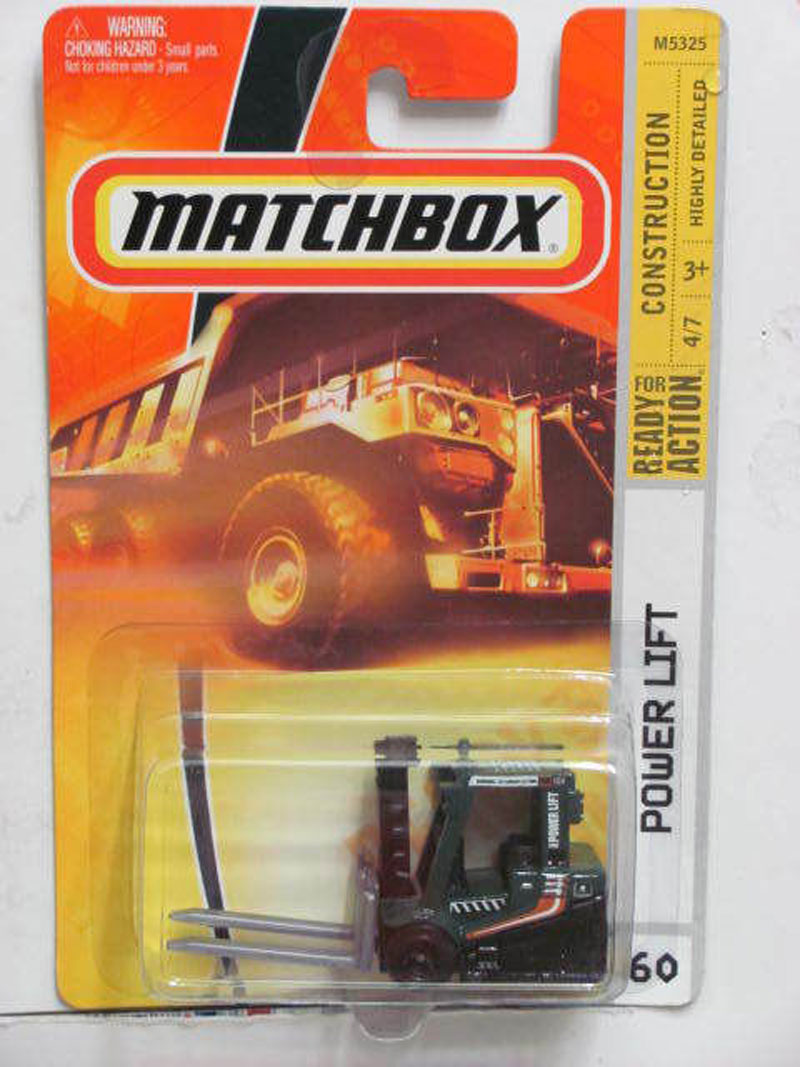 WARNING:
CHOKING HAZARD - Small parts.
Not for children under 3 years.
MATCHBOX®
M5325
CONSTRUCTION
HIGHLY DETAILED
3+
4/7
READY FOR ACTION
POWER LIFT
60
POWER LIFT